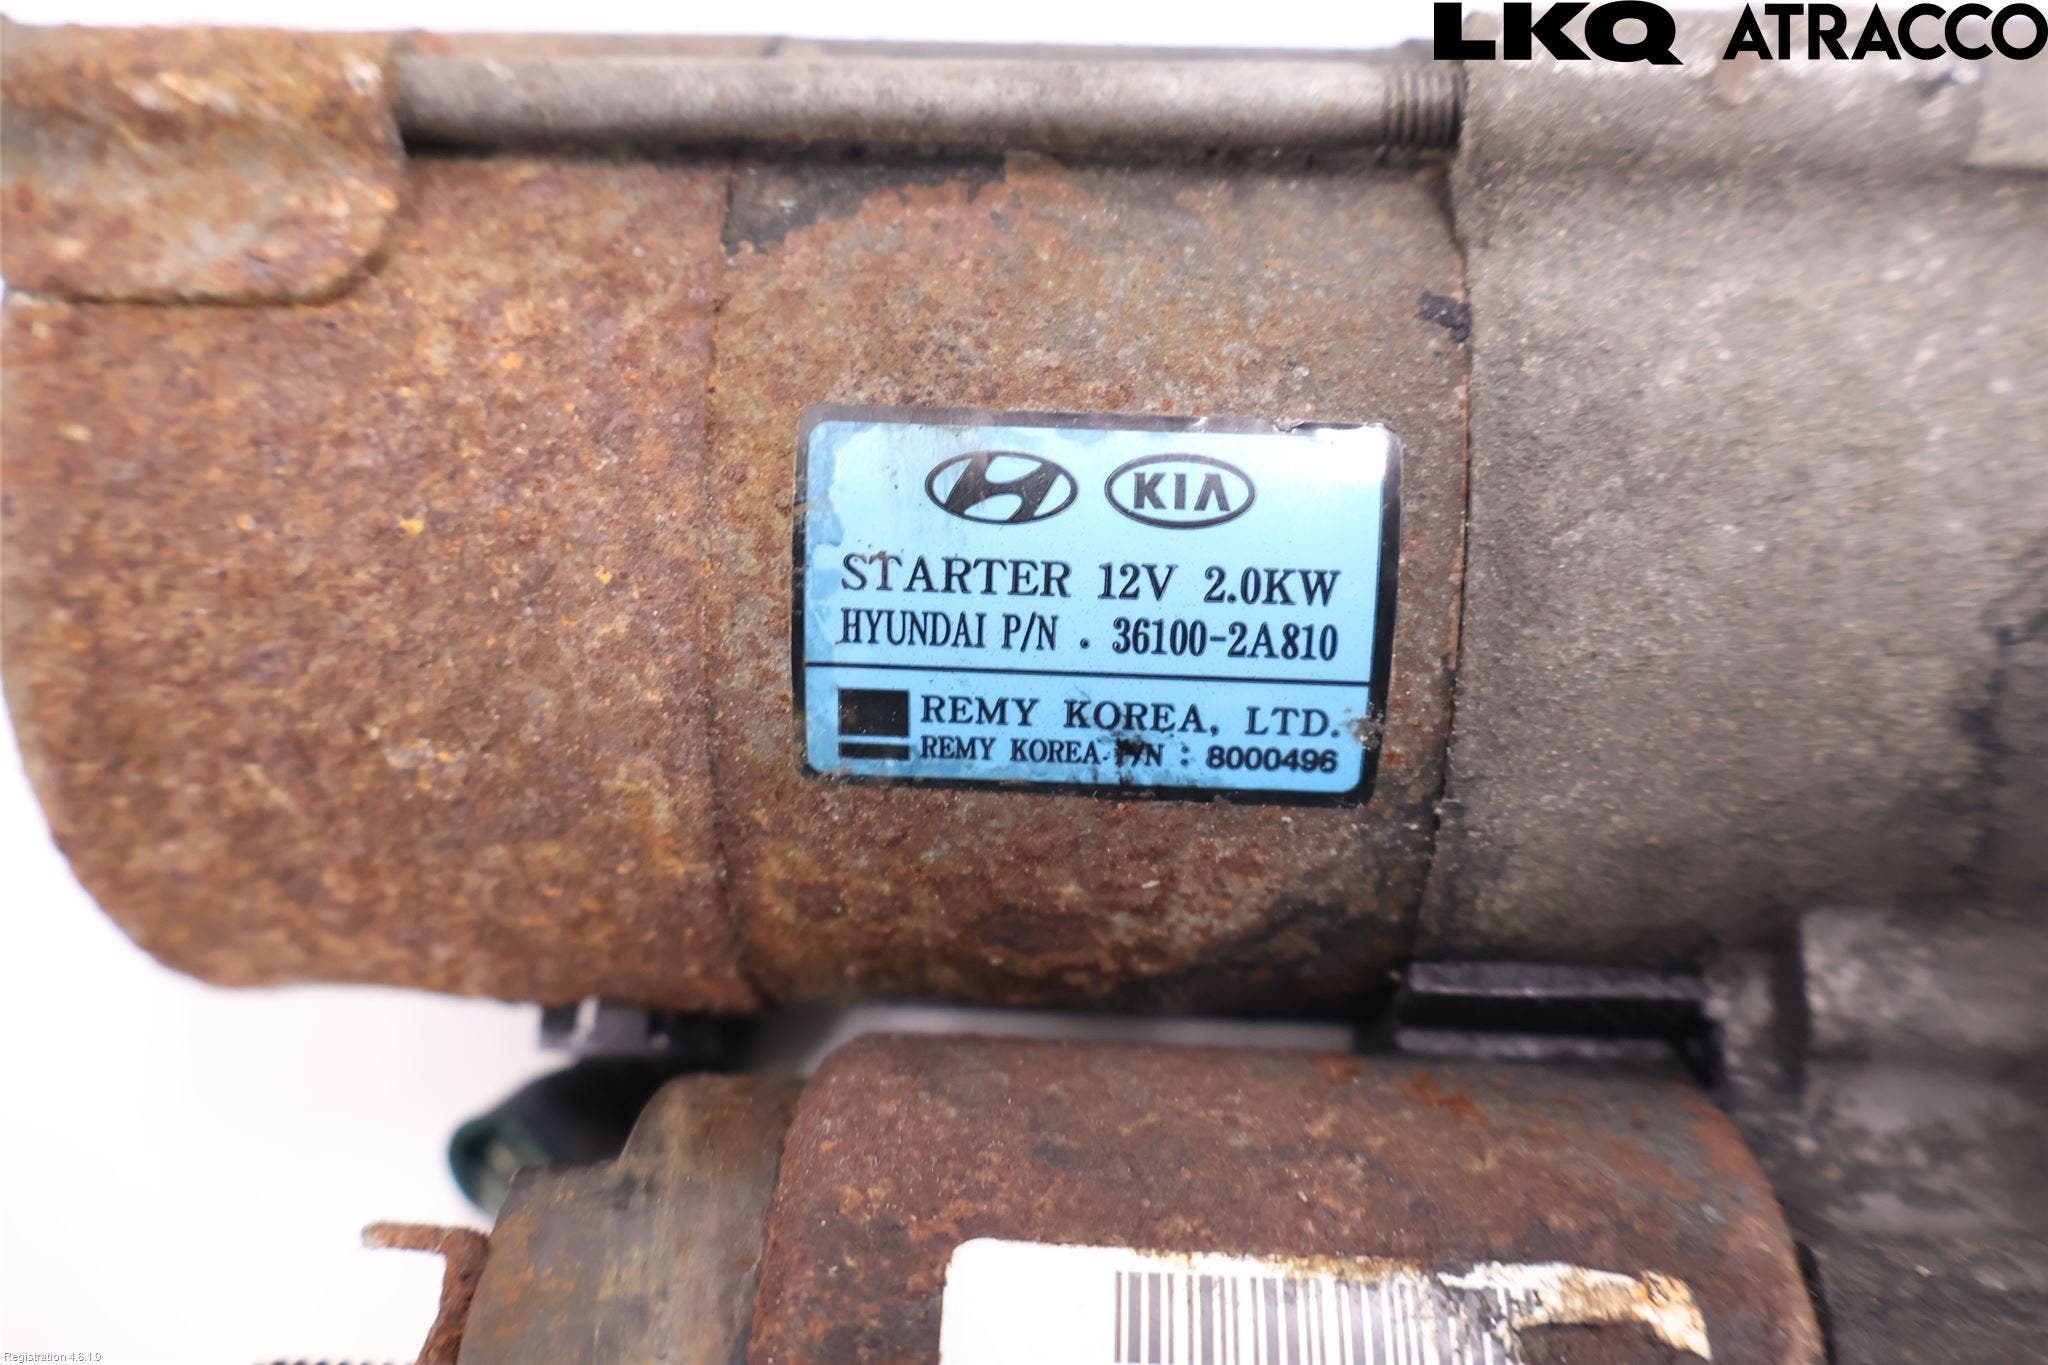 LKQ ATRACCO
KIA
STARTER 12V 2.0KW
HYUNDAI P/N . 36100-2A810
REMY KOREA, LTD.
REMY KOREA P/N : 8000496
Registration 4.6.1.0